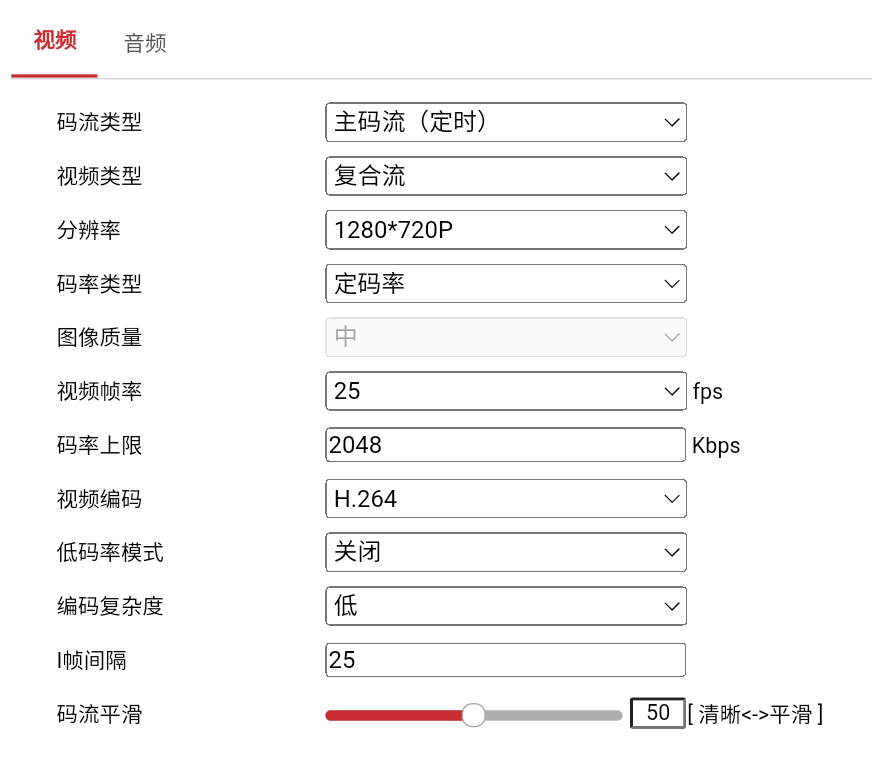 视频 音频
码流类型 主码流（定时）
视频类型 复合流
分辨率 1280*720P
码率类型 定码率
图像质量 中
视频帧率 25 fps
码率上限 2048 Kbps
视频编码 H.264
低码率模式 关闭
编码复杂度 低
I帧间隔 25
码流平滑 50 [ 清晰<->平滑 ]